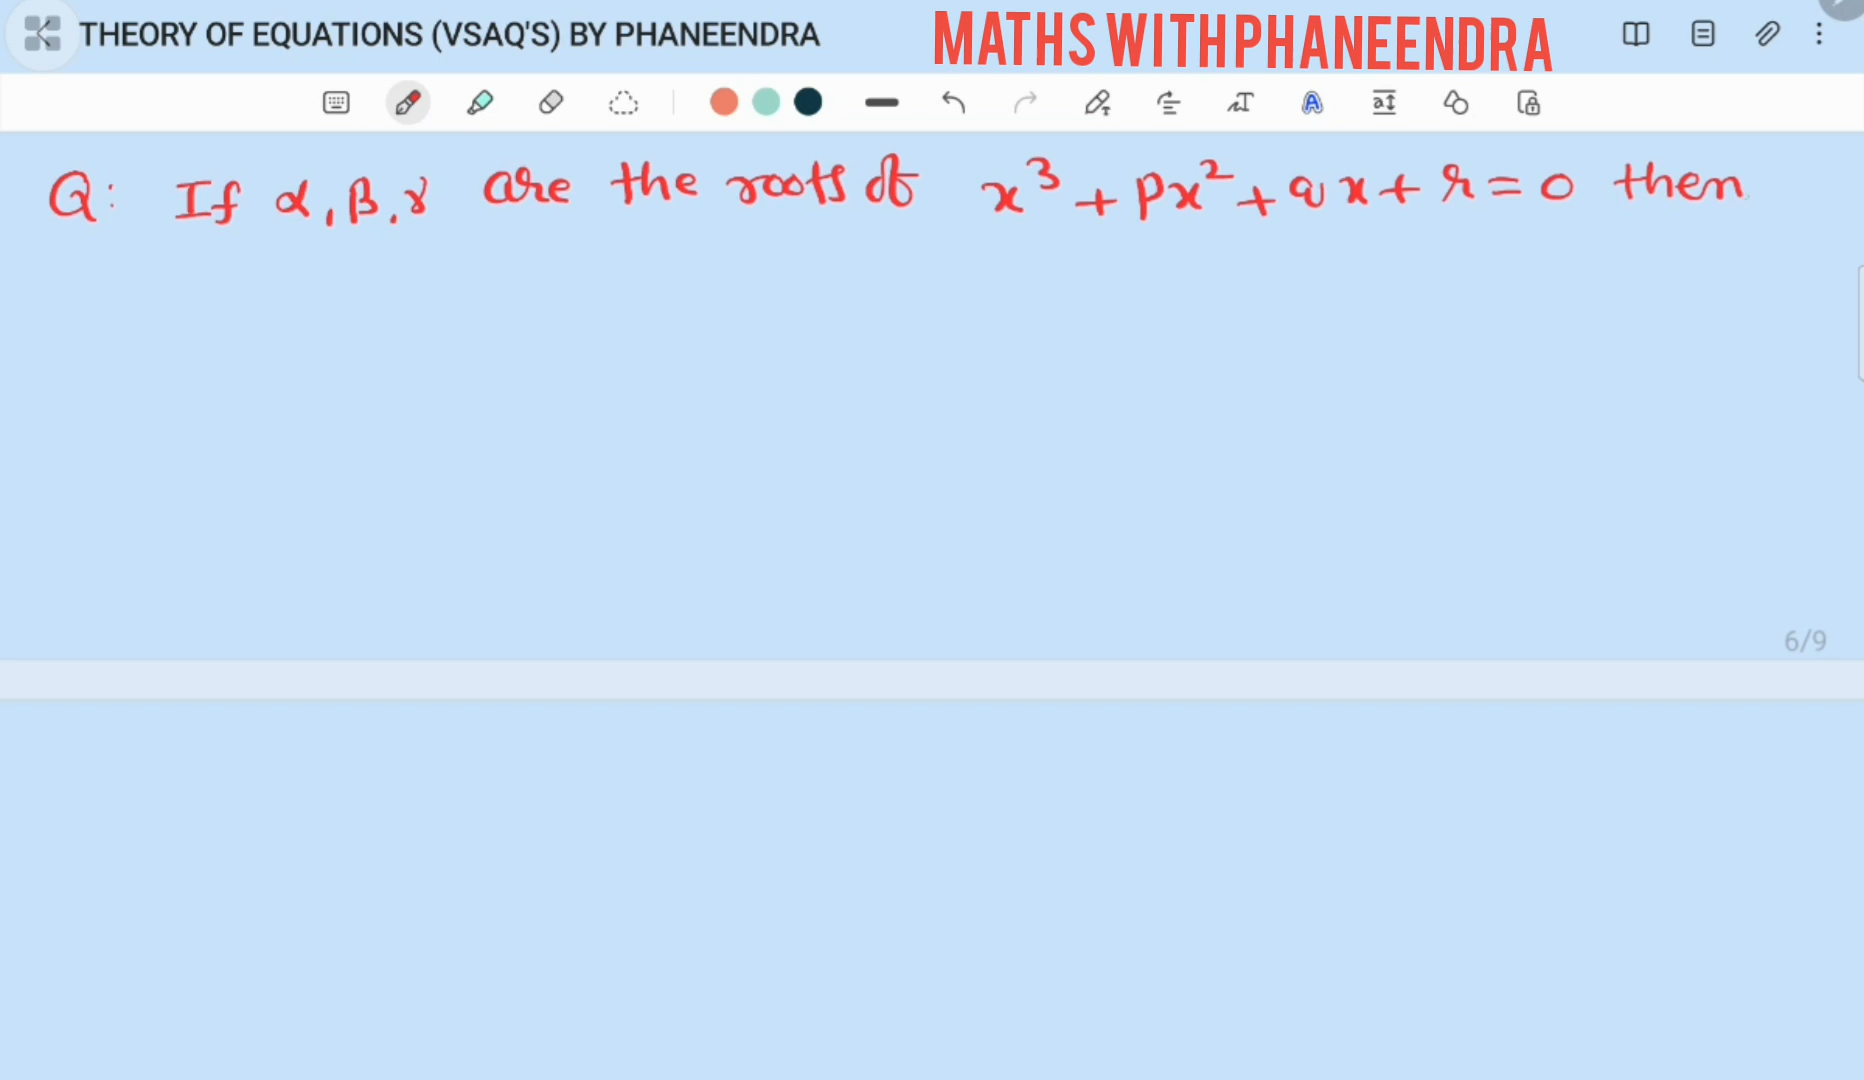 THEORY OF EQUATIONS (VSAQ'S) BY PHANEENDRA
MATHS WITH PHANEENDRA
Q: If α, β, γ are the roots of x³ + px² + qx + r = 0 then
6/9